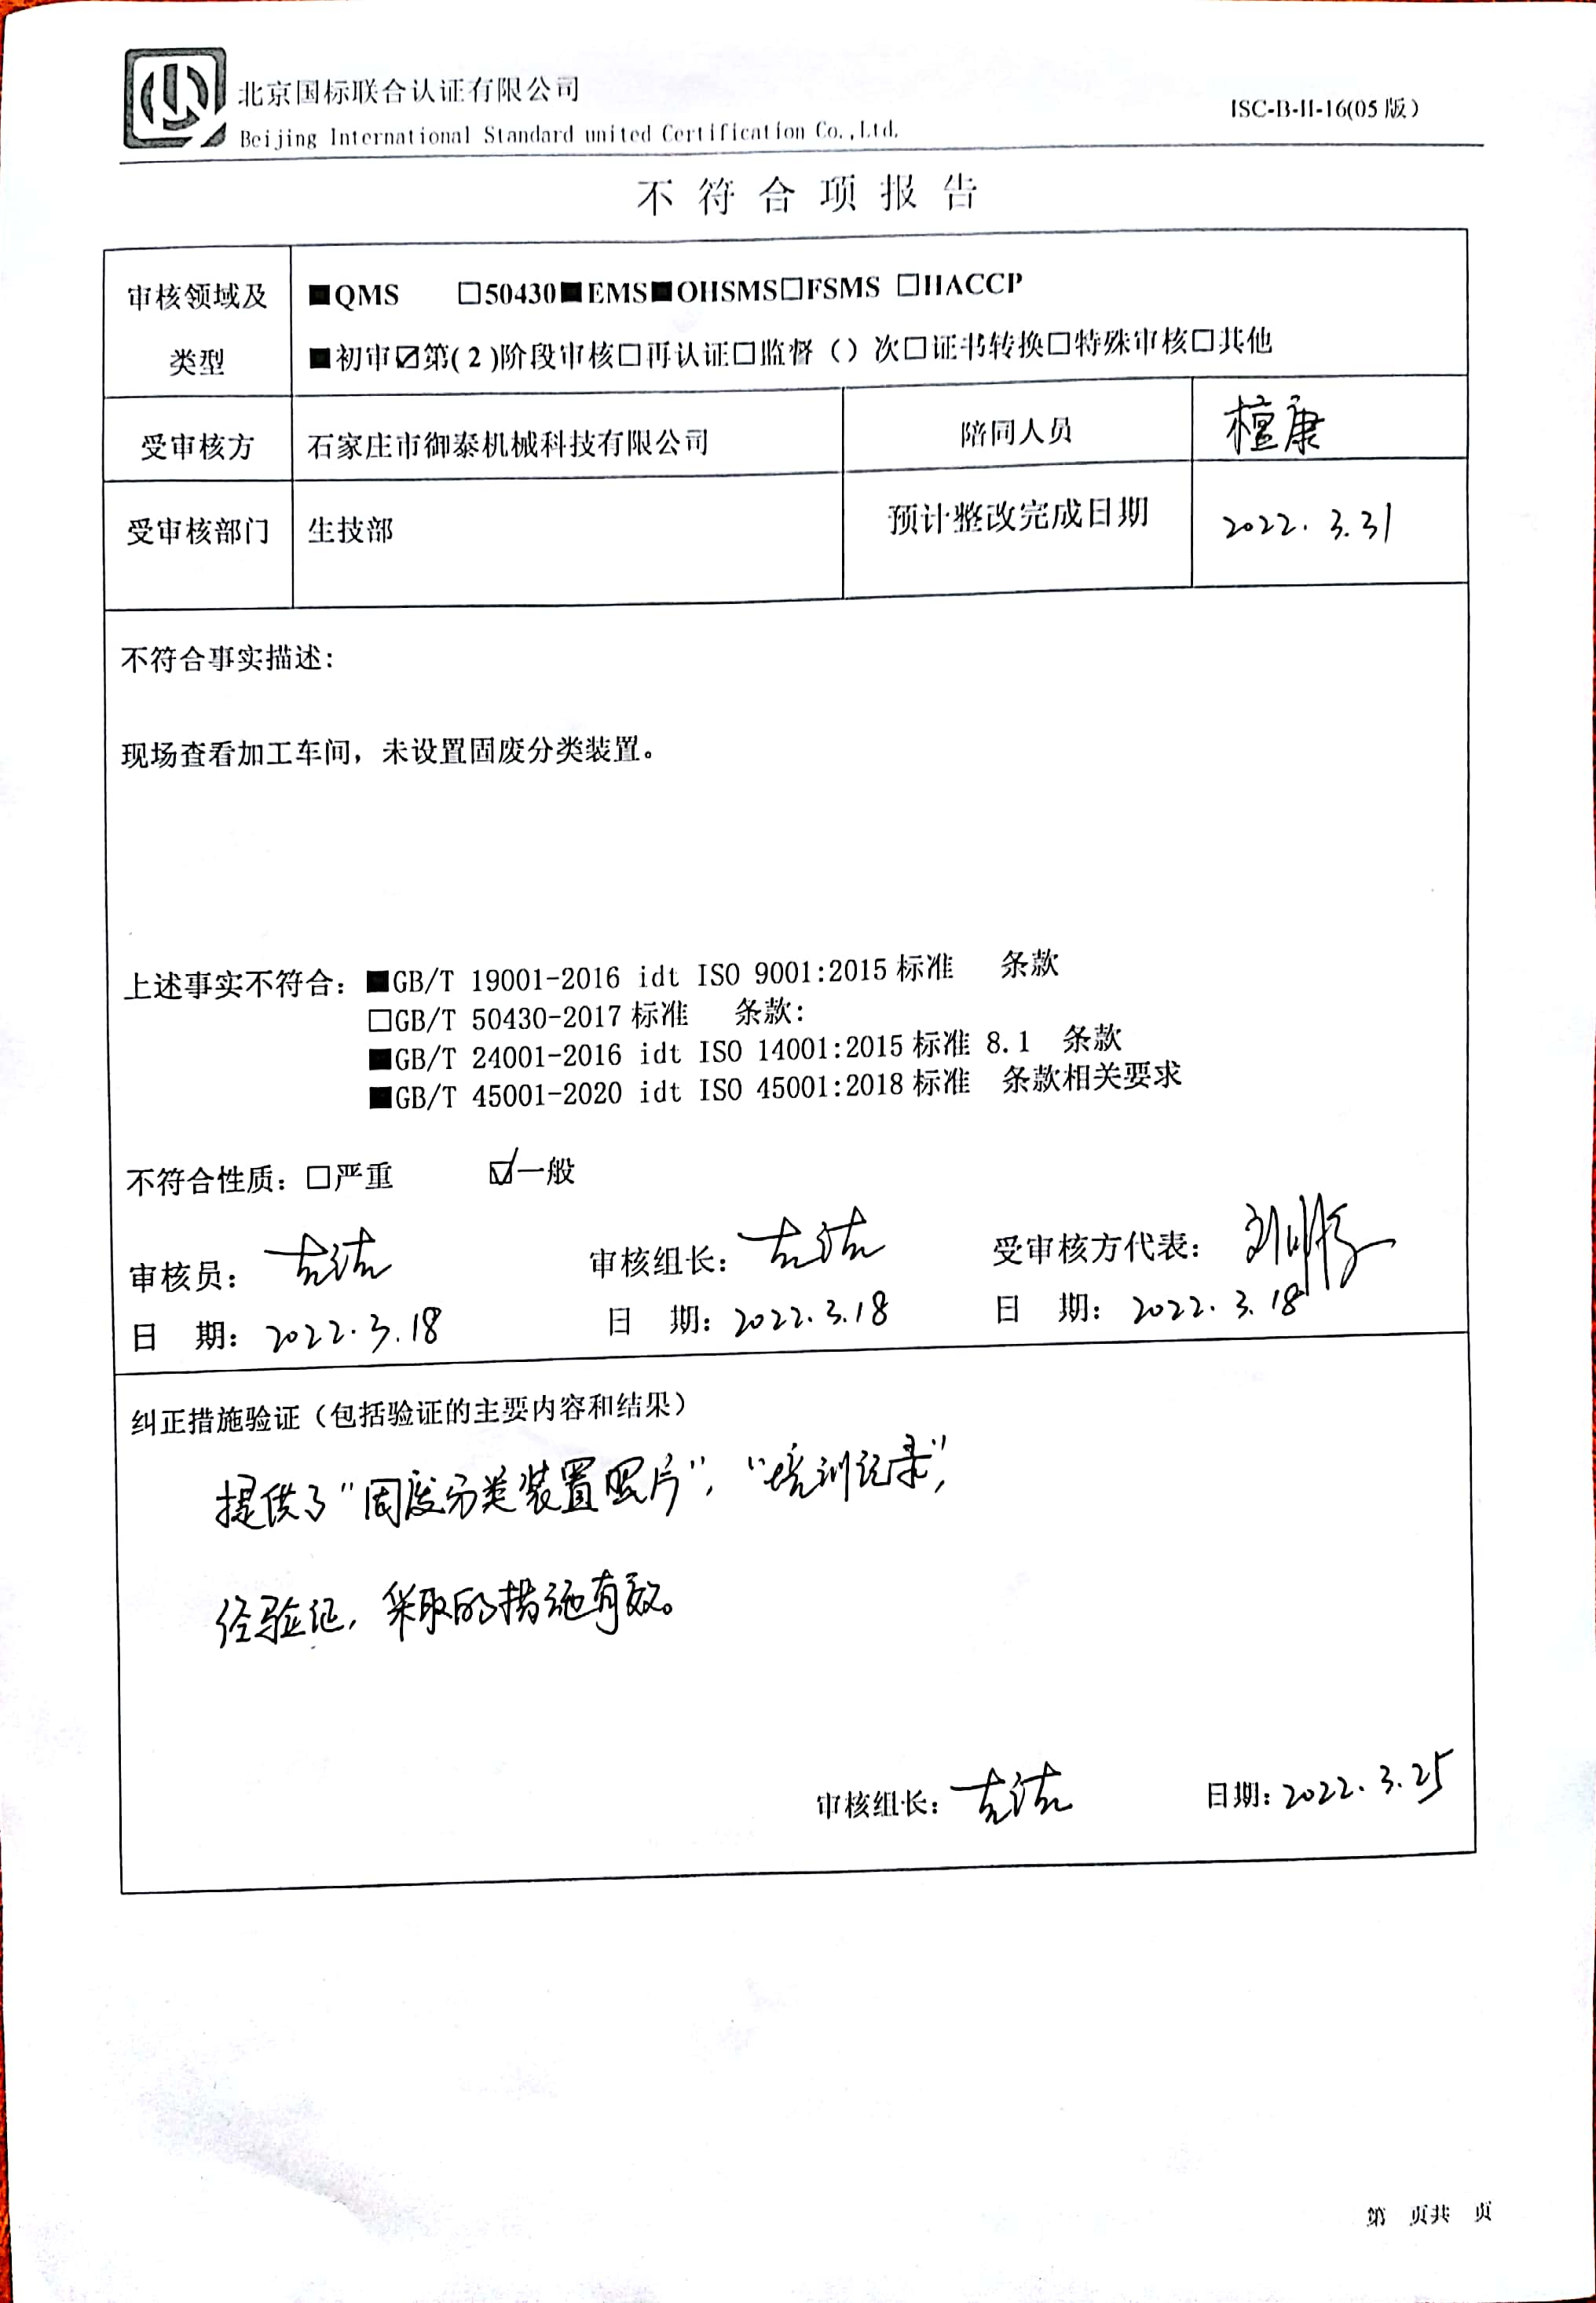 北京国标联合认证有限公司
Beijing International Standard united Certification Co.,Ltd.
ISC-B-II-16(05版)
不符合项报告
审核领域及类型
■QMS □50430■EMS■OHSMS□FSMS □HACCP
■初审☑第(2)阶段审核□再认证□监督()次□证书转换□特殊审核□其他
受审核方 石家庄市御泰机械科技有限公司 陪同人员 檀康
受审核部门 生技部 预计整改完成日期 2022.3.31
不符合事实描述:
现场查看加工车间，未设置固废分类装置。
上述事实不符合：■GB/T 19001-2016 idt ISO 9001:2015标准 条款
□GB/T 50430-2017标准 条款:
■GB/T 24001-2016 idt ISO 14001:2015标准 8.1 条款
■GB/T 45001-2020 idt ISO 45001:2018标准 条款相关要求
不符合性质：□严重 ☑一般
审核员： 审核组长： 受审核方代表：
日 期：2022.3.18 日 期：2022.3.18 日 期：2022.3.18
纠正措施验证（包括验证的主要内容和结果）
提供了“固废分类装置照片”，“培训记录”，
经验证，采取的措施有效。
审核组长： 日期：2022.3.25
第 页共 页